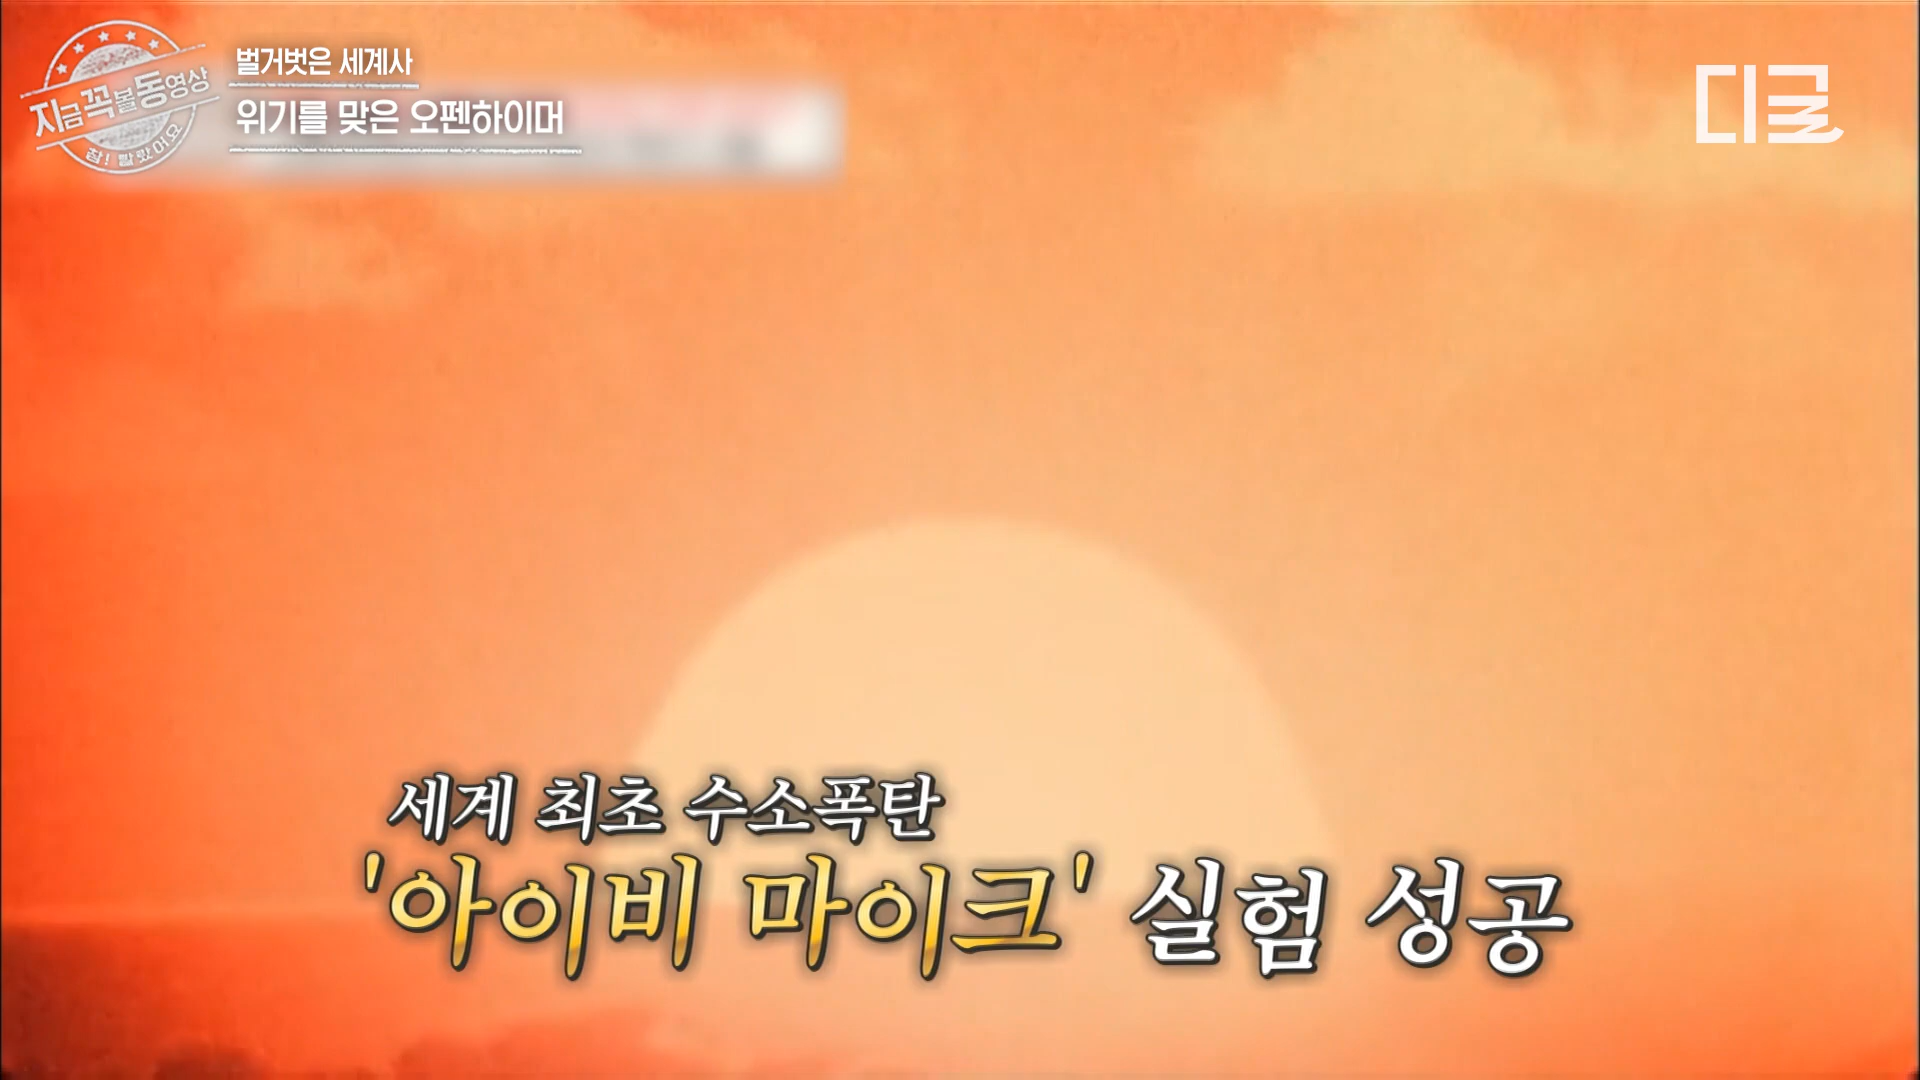 지금 꼭 볼 동영상
참! 잘랐어요
벌거벗은 세계사
위기를 맞은 오펜하이머
디글
세계 최초 수소폭탄
'아이비 마이크' 실험 성공